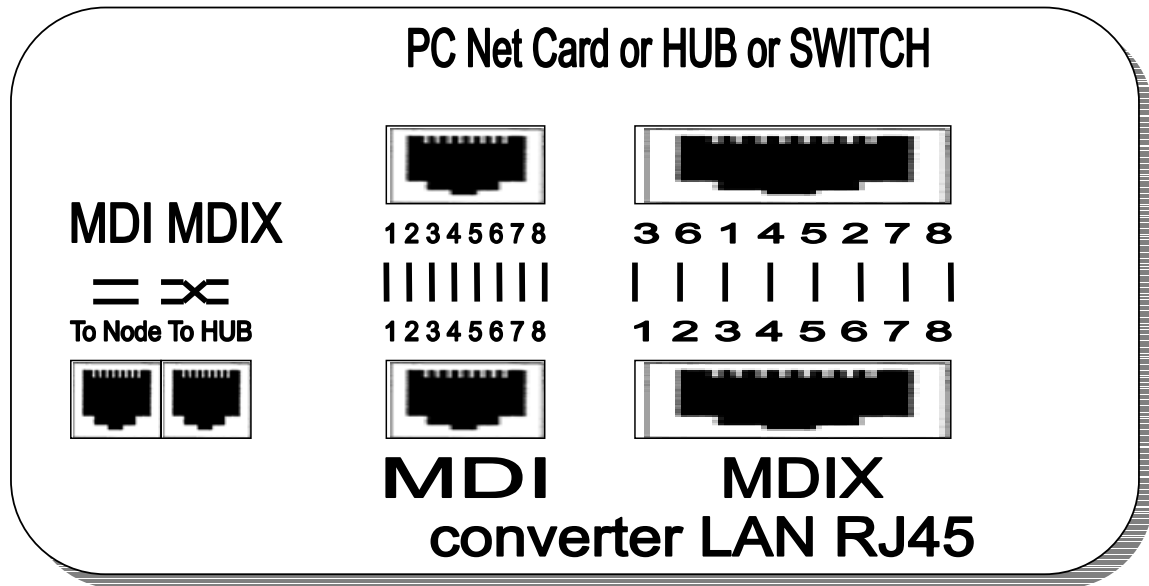 PC Net Card or HUB or SWITCH
MDI MDIX
To Node To HUB
1 2 3 4 5 6 7 8
1 2 3 4 5 6 7 8
MDI
3 6 1 4 5 2 7 8
1 2 3 4 5 6 7 8
MDIX
converter LAN RJ45